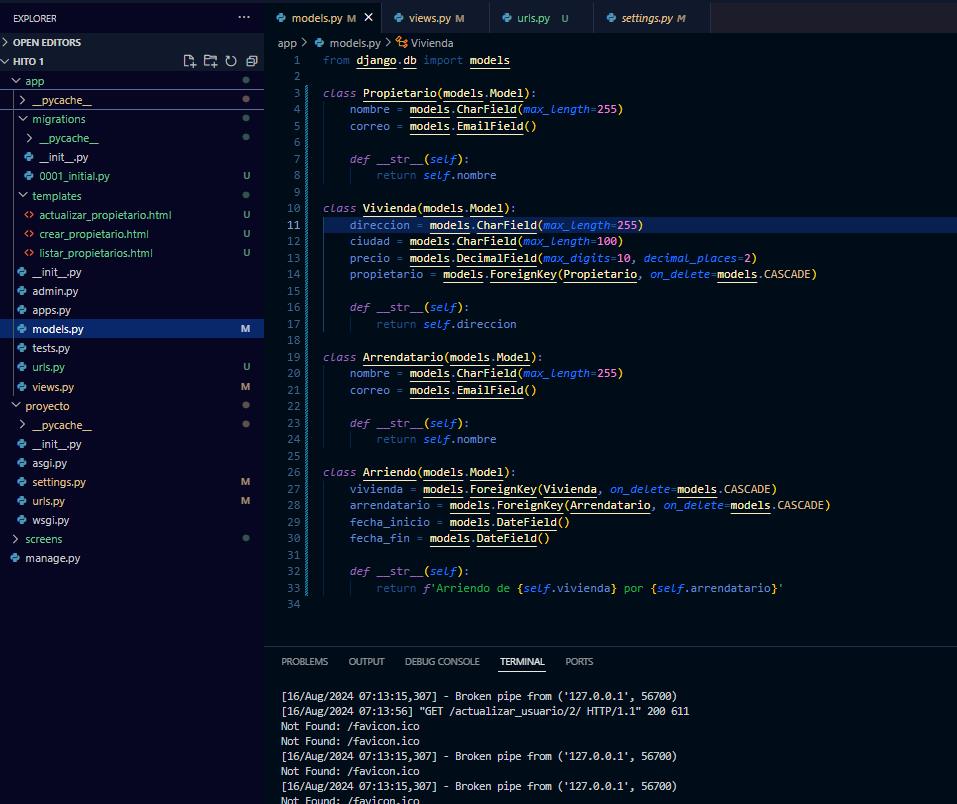 EXPLORER ...
OPEN EDITORS
HITO 1
app
__pycache__
migrations
__pycache__
__init__.py
0001_initial.py U
templates
actualizar_propietario.html U
crear_propietario.html U
listar_propietarios.html U
__init__.py
admin.py
apps.py
models.py M
tests.py
urls.py U
views.py M
proyecto
__pycache__
__init__.py
asgi.py
settings.py M
urls.py M
wsgi.py
screens
manage.py
models.py M views.py M urls.py U settings.py M
app > models.py > Vivienda
1 from django.db import models
2
3 class Propietario(models.Model):
4 nombre = models.CharField(max_length=255)
5 correo = models.EmailField()
6
7 def __str__(self):
8 return self.nombre
9
10 class Vivienda(models.Model):
11 direccion = models.CharField(max_length=255)
12 ciudad = models.CharField(max_length=100)
13 precio = models.DecimalField(max_digits=10, decimal_places=2)
14 propietario = models.ForeignKey(Propietario, on_delete=models.CASCADE)
15
16 def __str__(self):
17 return self.direccion
18
19 class Arrendatario(models.Model):
20 nombre = models.CharField(max_length=255)
21 correo = models.EmailField()
22
23 def __str__(self):
24 return self.nombre
25
26 class Arriendo(models.Model):
27 vivienda = models.ForeignKey(Vivienda, on_delete=models.CASCADE)
28 arrendatario = models.ForeignKey(Arrendatario, on_delete=models.CASCADE)
29 fecha_inicio = models.DateField()
30 fecha_fin = models.DateField()
31
32 def __str__(self):
33 return f'Arriendo de {self.vivienda} por {self.arrendatario}'
34
PROBLEMS OUTPUT DEBUG CONSOLE TERMINAL PORTS
[16/Aug/2024 07:13:15,307] - Broken pipe from ('127.0.0.1', 56700)
[16/Aug/2024 07:13:56] "GET /actualizar_usuario/2/ HTTP/1.1" 200 611
Not Found: /favicon.ico
Not Found: /favicon.ico
[16/Aug/2024 07:13:15,307] - Broken pipe from ('127.0.0.1', 56700)
Not Found: /favicon.ico
[16/Aug/2024 07:13:15,307] - Broken pipe from ('127.0.0.1', 56700)
Not Found: /favicon.ico